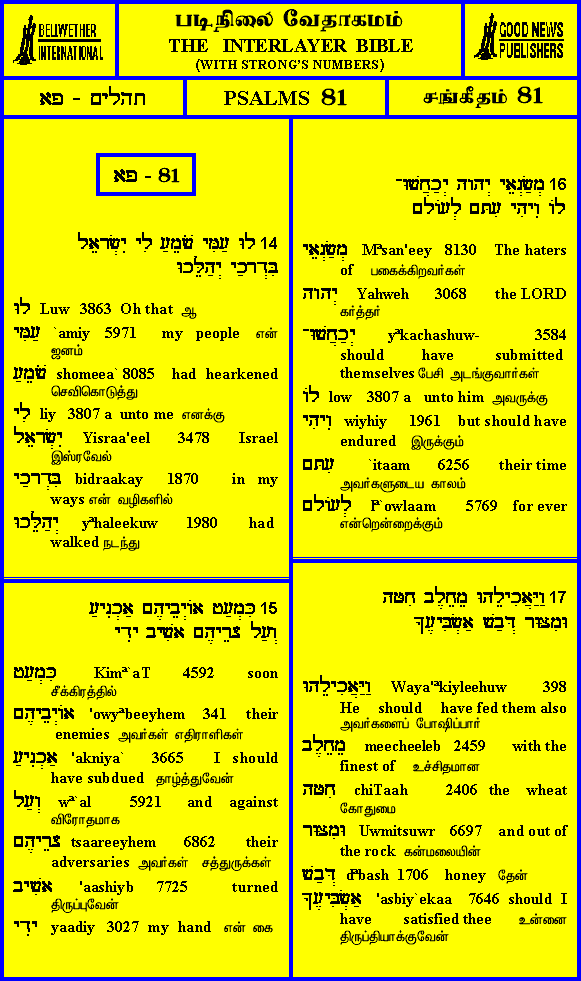 BELLWETHER
INTERNATIONAL
படிநிலை வேதாகமம்
THE INTERLAYER BIBLE
(WITH STRONG'S NUMBERS)
GOOD NEWS
PUBLISHERS
תהלים - פא
PSALMS 81
சங்கீதம் 81
פא - 81
14 לוּ עַמִּי שֹׁמֵעַ לִי יִשְׂרָאֵל
בִּדְרָכַי יְהַלֵּכוּ
לוּ Luw 3863 Oh that ஆ
עַמִּי `amiy 5971 my people என்
ஜனம்
שֹׁמֵעַ shomeea` 8085 had hearkened
செவிகொடுத்து
לִי liy 3807 a unto me எனக்கு
יִשְׂרָאֵל Yisraa'eel 3478 Israel
இஸ்ரவேல்
בִּדְרָכַי bidraakay 1870 in my
ways என் வழிகளில்
יְהַלֵּכוּ yªhaleekuw 1980 had
walked நடந்து
15 כִּמְעַט אוֹיְבֵיהֶם אַכְנִיעַ
וְעַל צָרֵיהֶם אָשִׁיב יָדִי
כִּמְעַט Kimª`aT 4592 soon
சீக்கிரத்தில்
אוֹיְבֵיהֶם 'owyªbeeyhem 341 their
enemies அவர்கள் எதிராளிகள்
אַכְנִיעַ 'akniya` 3665 I should
have subdued தாழ்த்துவேன்
וְעַל wª`al 5921 and against
விரோதமாக
צָרֵיהֶם tsaareeyhem 6862 their
adversaries அவர்கள் சத்துருக்கள்
אָשִׁיב 'aashiyb 7725 turned
திருப்புவேன்
יָדִי yaadiy 3027 my hand என் கை
16 מְשַׂנְאֵי יְהוָה יְכַחֲשׁוּ־
לוֹ וִיהִי עִתָּם לְעוֹלָם
מְשַׂנְאֵי Mªsan'eey 8130 The haters
of பகைக்கிறவர்கள்
יְהוָה Yahweh 3068 the LORD
கர்த்தர்
יְכַחֲשׁוּ־ yªkachashuw- 3584
should have submitted
themselves பேசி அடங்குவார்கள்
לוֹ low 3807 a unto him அவருக்கு
וִיהִי wiyhiy 1961 but should have
endured இருக்கும்
עִתָּם `itaam 6256 their time
அவர்களுடைய காலம்
לְעוֹלָם lª`owlaam 5769 for ever
என்றென்றைக்கும்
17 וַיַּאֲכִילֵהוּ מֵחֵלֶב חִטָּה
וּמִצּוּר דְּבַשׁ אַשְׂבִּיעֶךָ
וַיַּאֲכִילֵהוּ Waya'ªkiyleehuw 398
He should have fed them also
அவர்களைப் போஷிப்பார்
מֵחֵלֶב meecheeleb 2459 with the
finest of உச்சிதமான
חִטָּה chiTaah 2406 the wheat
கோதுமை
וּמִצּוּר Uwmitsuwr 6697 and out of
the rock கன்மலையின்
דְּבַשׁ dªbash 1706 honey தேன்
אַשְׂבִּיעֶךָ 'asbiy`ekaa 7646 should I
have satisfied thee உன்னை
திருப்தியாக்குவேன்